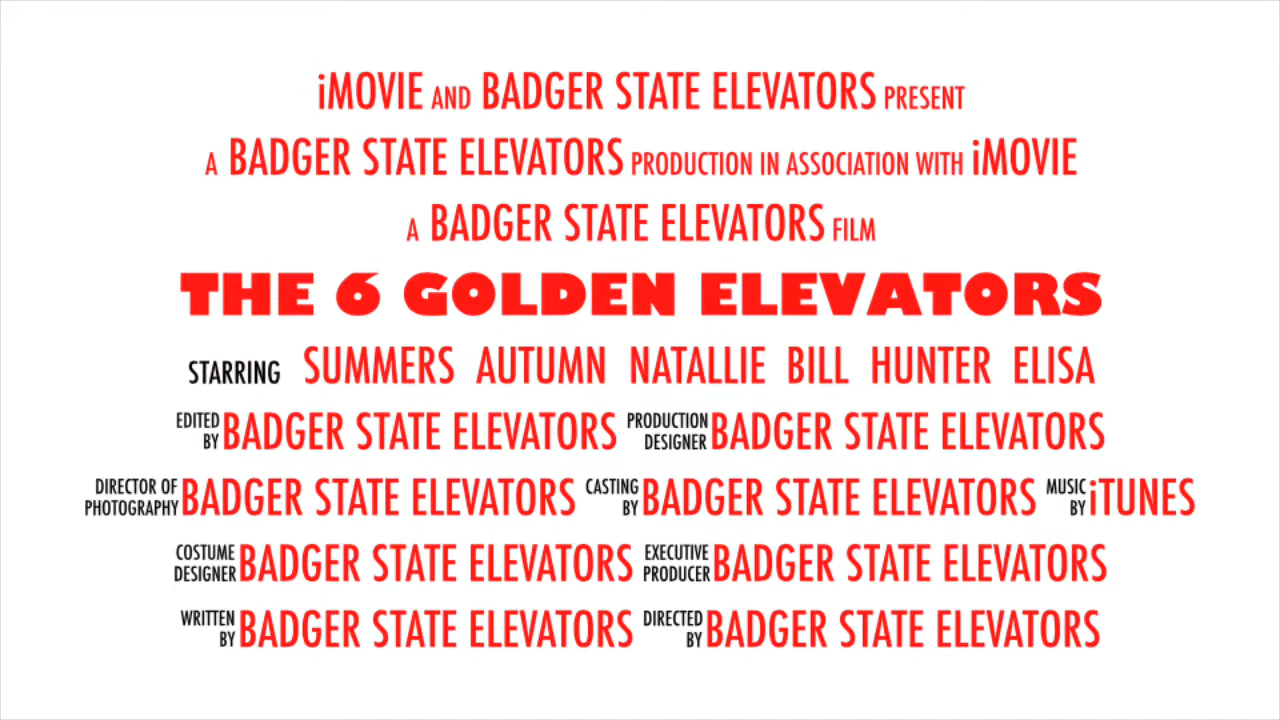 iMOVIE AND BADGER STATE ELEVATORS PRESENT
A BADGER STATE ELEVATORS PRODUCTION IN ASSOCIATION WITH iMOVIE
A BADGER STATE ELEVATORS FILM
THE 6 GOLDEN ELEVATORS
STARRING SUMMERS AUTUMN NATALLIE BILL HUNTER ELISA
EDITED BY BADGER STATE ELEVATORS PRODUCTION DESIGNER BADGER STATE ELEVATORS
DIRECTOR OF PHOTOGRAPHY BADGER STATE ELEVATORS CASTING BY BADGER STATE ELEVATORS MUSIC BY iTUNES
COSTUME DESIGNER BADGER STATE ELEVATORS EXECUTIVE PRODUCER BADGER STATE ELEVATORS
WRITTEN BY BADGER STATE ELEVATORS DIRECTED BY BADGER STATE ELEVATORS